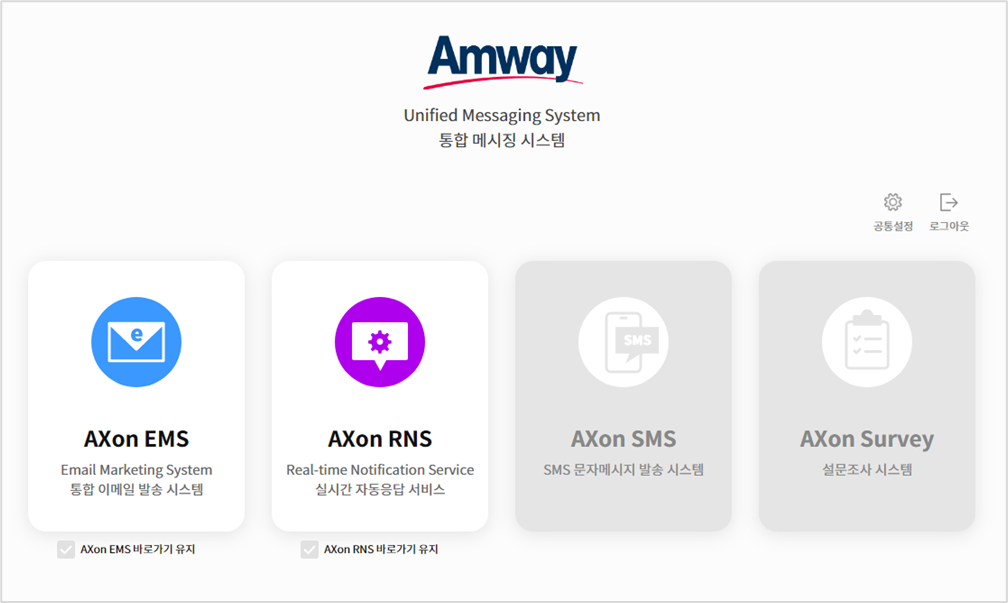 Amway
Unified Messaging System
통합 메시징 시스템
공통설정
로그아웃
e
AXon EMS
Email Marketing System
통합 이메일 발송 시스템
AXon EMS 바로가기 유지
AXon RNS
Real-time Notification Service
실시간 자동응답 서비스
AXon RNS 바로가기 유지
SMS
AXon SMS
SMS 문자메시지 발송 시스템
AXon Survey
설문조사 시스템